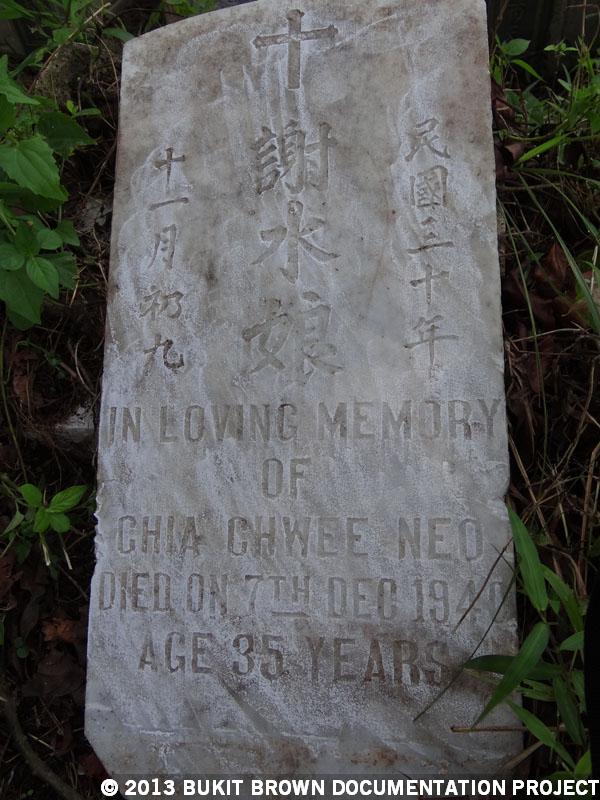 民國三十年
謝水娘
十一月初九
IN LOVING MEMORY
OF
CHIA CHWEE NEO
DIED ON 7TH DEC 1940
AGE 35 YEARS
© 2013 BUKIT BROWN DOCUMENTATION PROJECT